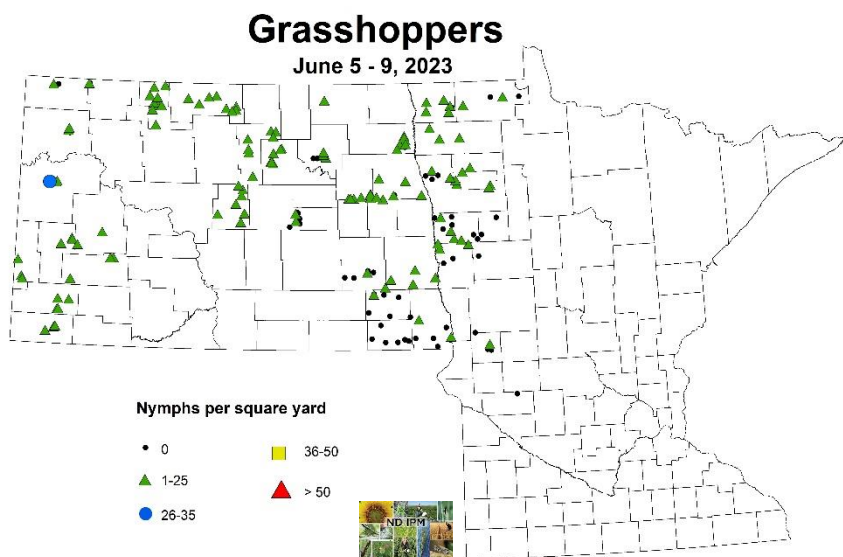 Grasshoppers
June 5 - 9, 2023
Nymphs per square yard
0
1-25
26-35
36-50
> 50
ND IPM